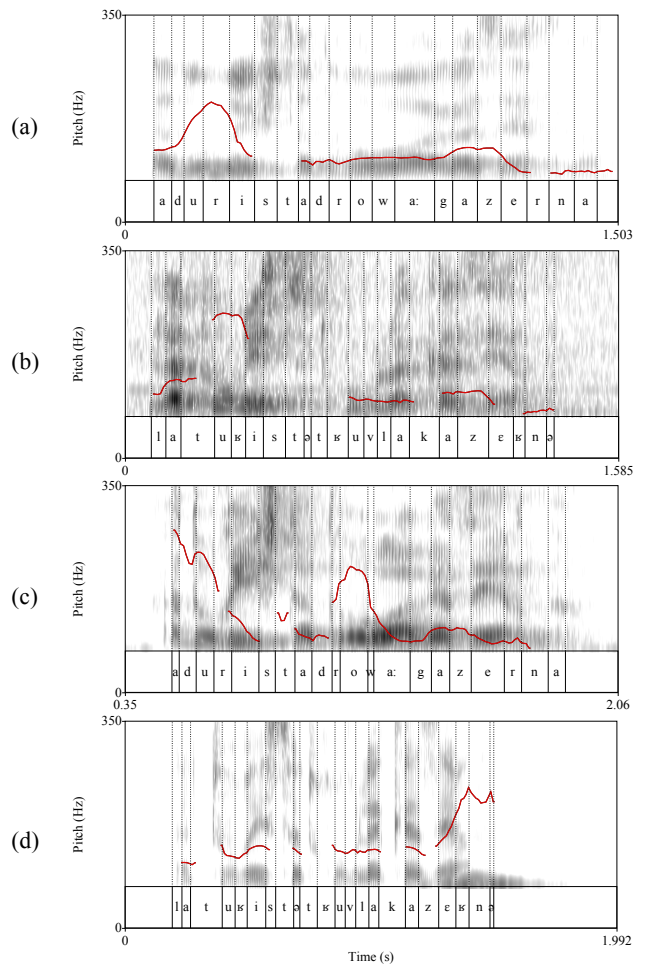 (a)
Pitch (Hz)
350
0
a d u r i s t a d r o w aː g a z e r n a
0 1.503
(b)
Pitch (Hz)
350
0
l a t u ʁ i s t ə t ʁ u v l a k a z ɛ ʁ n ə
0 1.585
(c)
Pitch (Hz)
350
0
a d u r i s t a d r o w aː g a z e r n a
0.35 2.06
(d)
Pitch (Hz)
350
0
l a t u ʁ i s t ə t ʁ u v l a k a z ɛ ʁ n ə
0 1.992
Time (s)